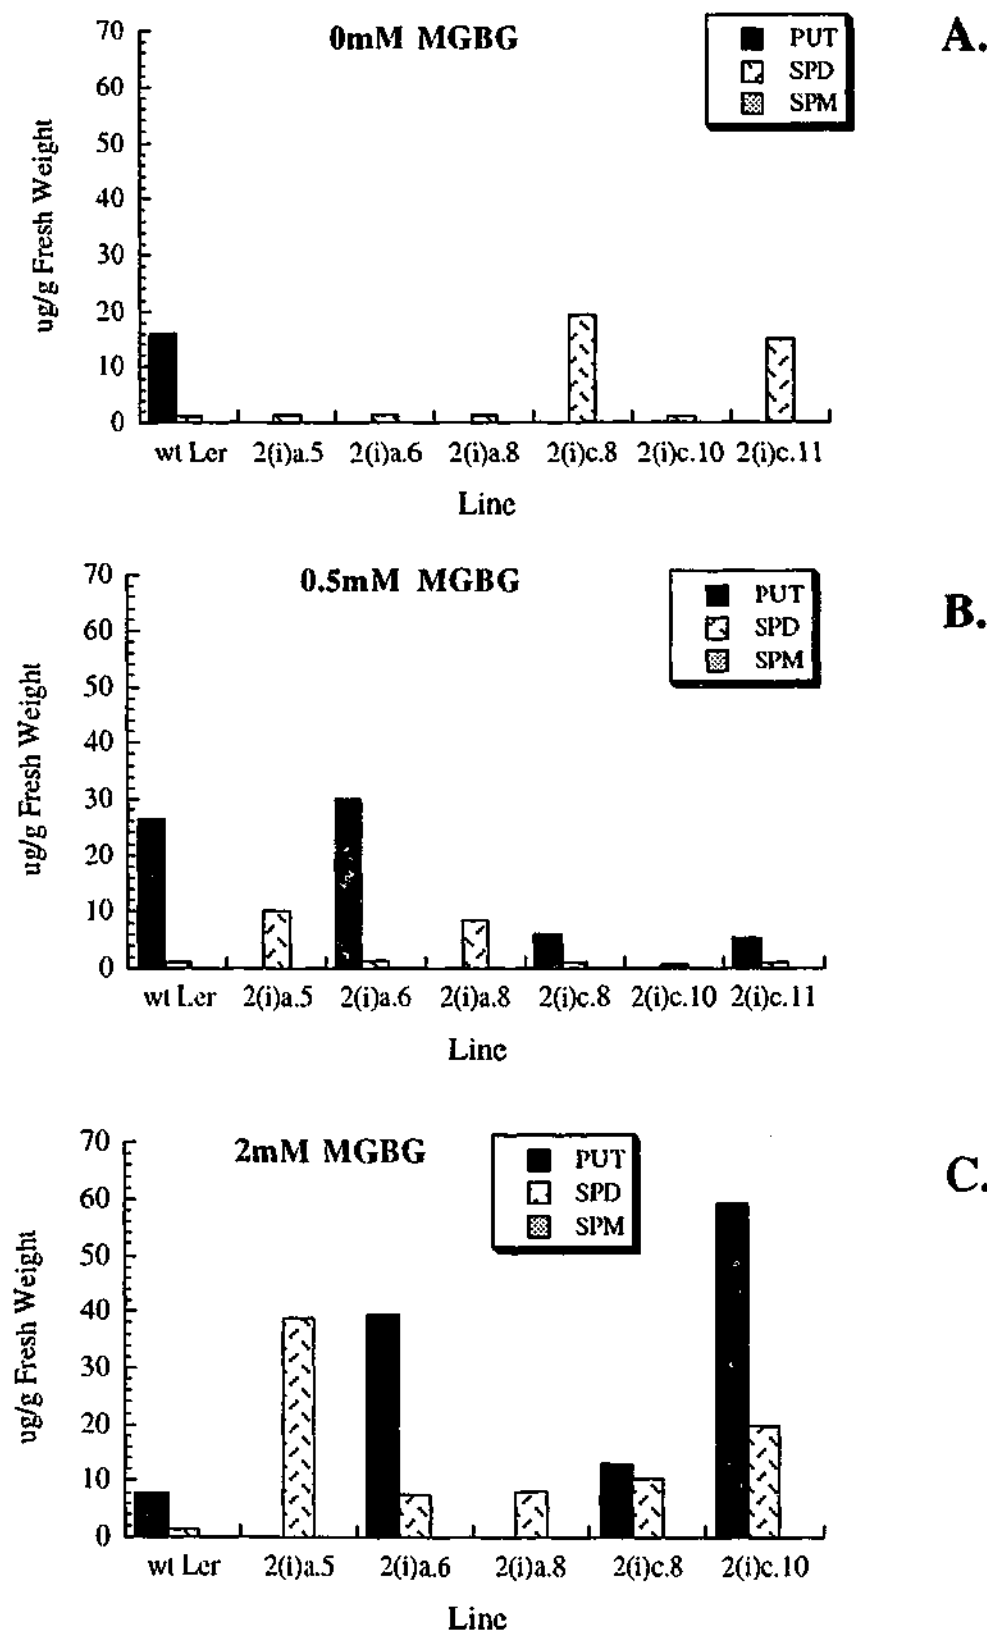 A.
0mM MGBG
PUT
SPD
SPM
ug/g Fresh Weight
70
60
50
40
30
20
10
0
wt Ler 2(i)a.5 2(i)a.6 2(i)a.8 2(i)c.8 2(i)c.10 2(i)c.11
Line
B.
0.5mM MGBG
PUT
SPD
SPM
ug/g Fresh Weight
70
60
50
40
30
20
10
0
wt Ler 2(i)a.5 2(i)a.6 2(i)a.8 2(i)c.8 2(i)c.10 2(i)c.11
Line
C.
2mM MGBG
PUT
SPD
SPM
ug/g Fresh Weight
70
60
50
40
30
20
10
0
wt Ler 2(i)a.5 2(i)a.6 2(i)a.8 2(i)c.8 2(i)c.10
Line